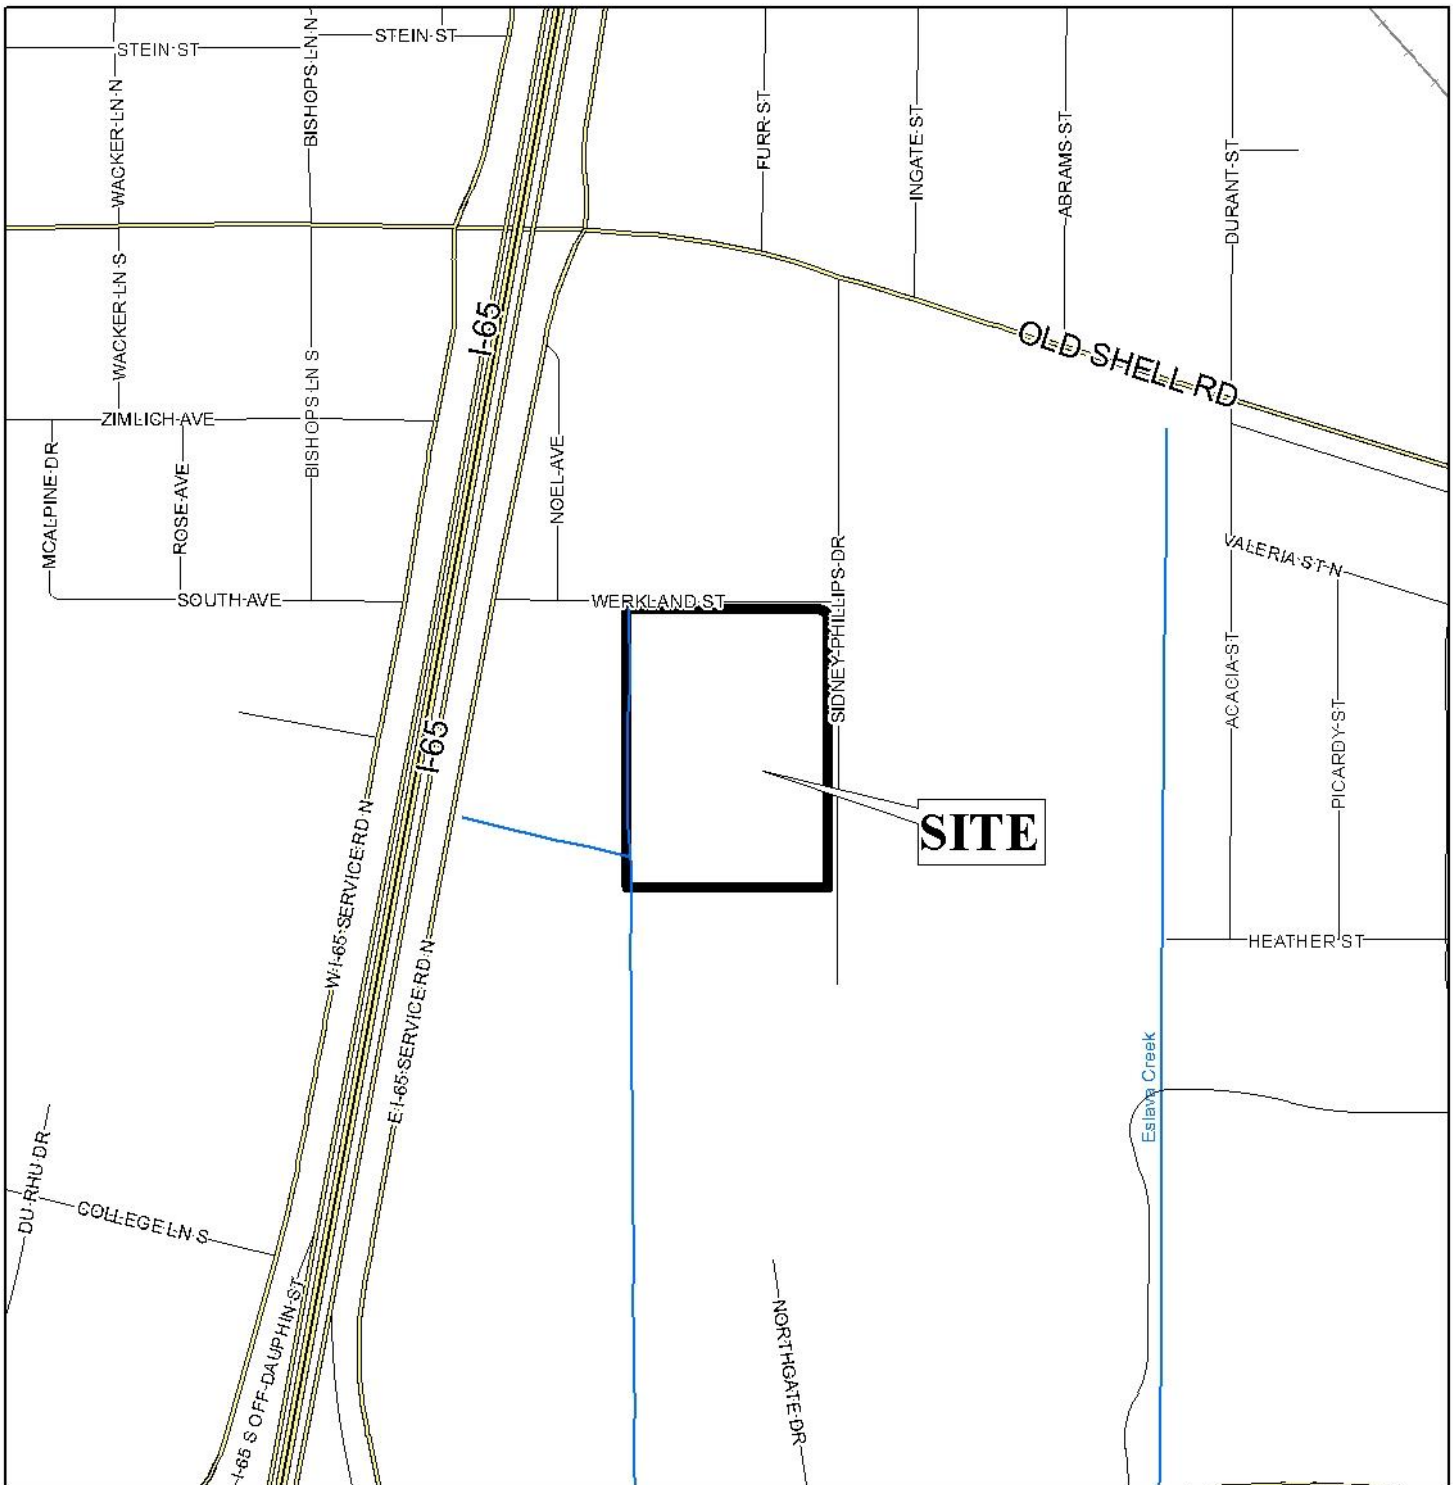 STEIN ST
STEIN ST
WACKER LN N
BISHOPS LN N
FURR ST
INGATE ST
ABRAMS ST
DURANT ST
WACKER LN S
BISHOPS LN S
I-65
OLD SHELL RD
ZIMLICH AVE
MCALPINE DR
ROSE AVE
NOEL AVE
SOUTH AVE
WERKLAND ST
SIDNEY PHILLIPS DR
VALERIA ST N
ACACIA ST
PICARDY ST
I-65
SITE
W I-65 SERVICE RD N
E I-65 SERVICE RD N
HEATHER ST
Eslava Creek
DU RHU DR
COLLEGE LN S
I-65 S OFF DAUPHIN ST
NORTHGATE DR